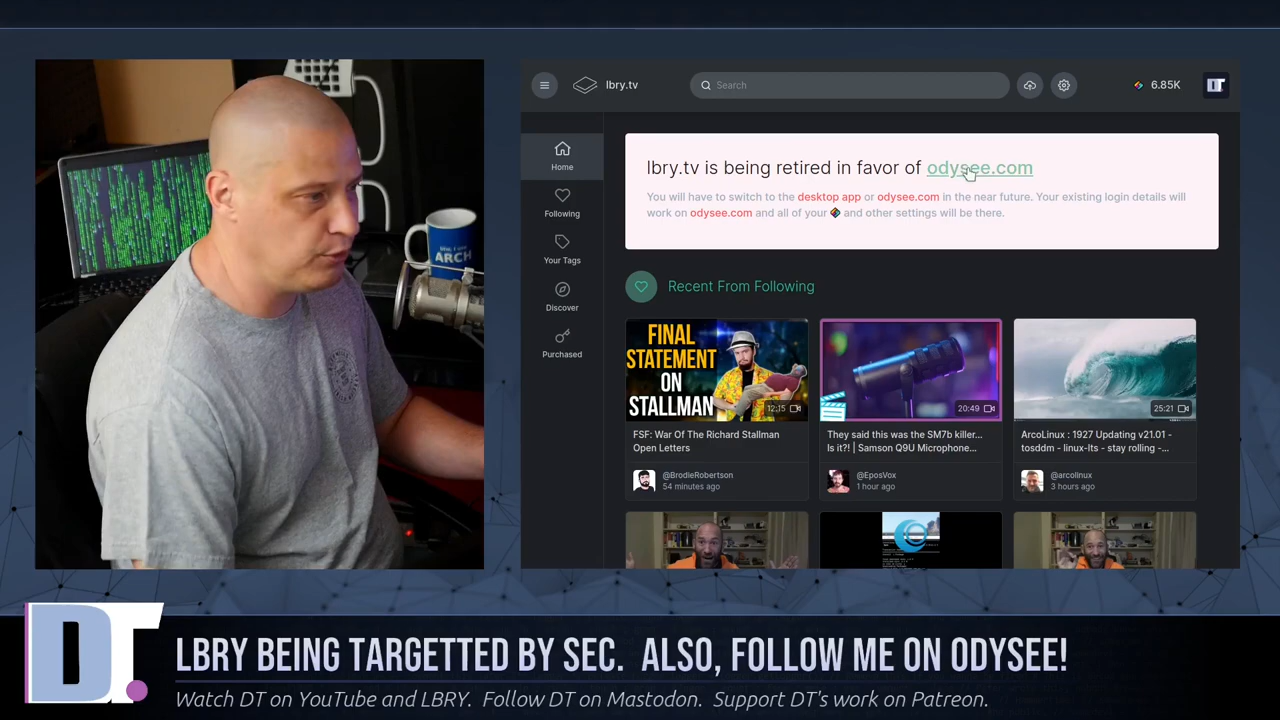 lbry.tv
Search
6.85K
DT
Home
Following
Your Tags
Discover
Purchased
lbry.tv is being retired in favor of odysee.com
You will have to switch to the desktop app or odysee.com in the near future. Your existing login details will
work on odysee.com and all of your and other settings will be there.
Recent From Following
FINAL
STATEMENT
ON
STALLMAN
12:15
20:49
25:21
FSF: War Of The Richard Stallman
Open Letters
They said this was the SM7b killer...
Is it?! | Samson Q9U Microphone...
ArcoLinux : 1927 Updating v21.01 -
tosddm - linux-lts - stay rolling -...
@BrodieRobertson
54 minutes ago
@EposVox
1 hour ago
@arcolinux
3 hours ago
ARCH
DT.
LBRY BEING TARGETTED BY SEC. ALSO, FOLLOW ME ON ODYSEE!
Watch DT on YouTube and LBRY. Follow DT on Mastodon. Support DT's work on Patreon.